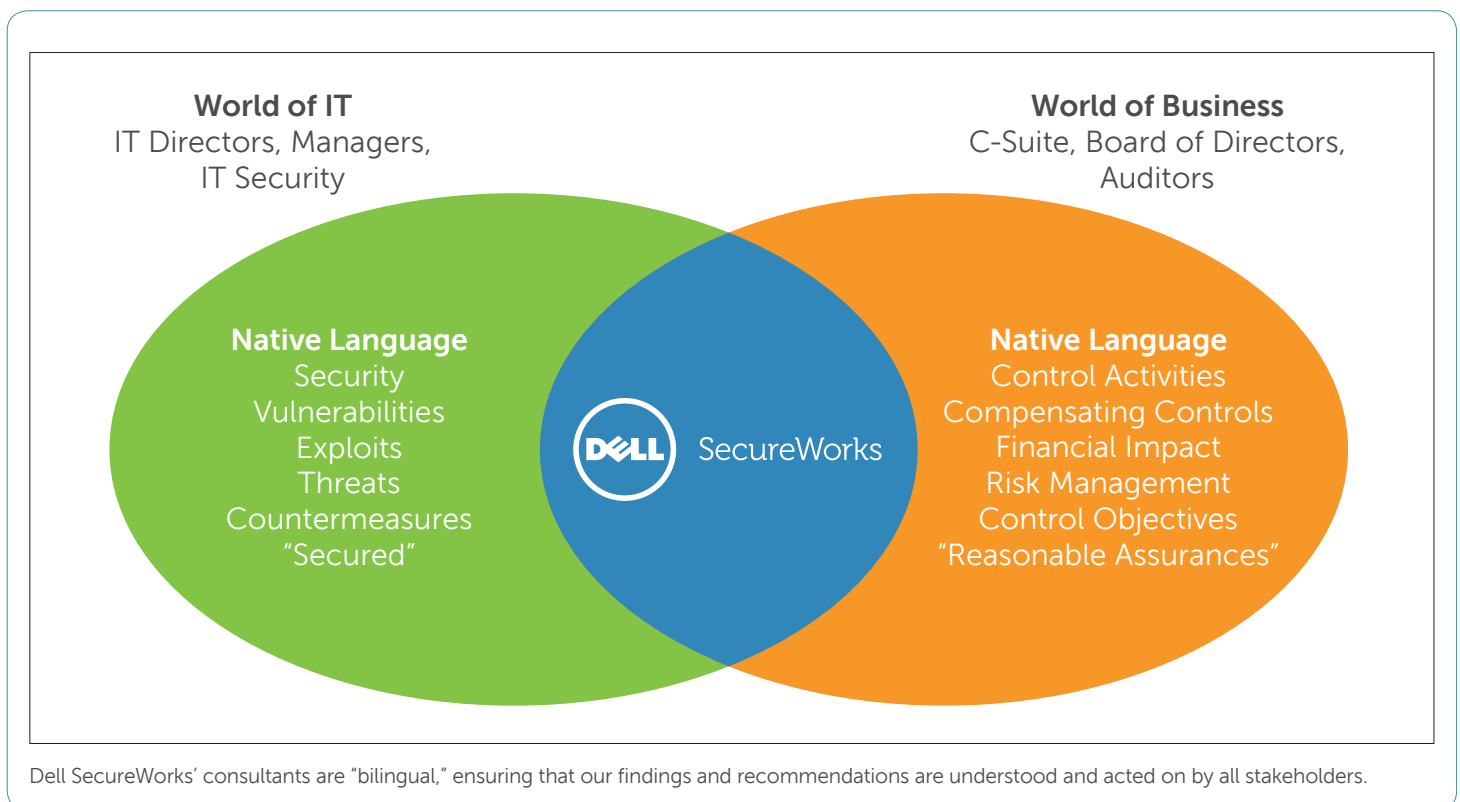 World of IT
IT Directors, Managers,
IT Security
World of Business
C-Suite, Board of Directors,
Auditors
Native Language
Security
Vulnerabilities
Exploits
Threats
Countermeasures
“Secured”
DELL SecureWorks
Native Language
Control Activities
Compensating Controls
Financial Impact
Risk Management
Control Objectives
“Reasonable Assurances”
Dell SecureWorks’ consultants are “bilingual,” ensuring that our findings and recommendations are understood and acted on by all stakeholders.